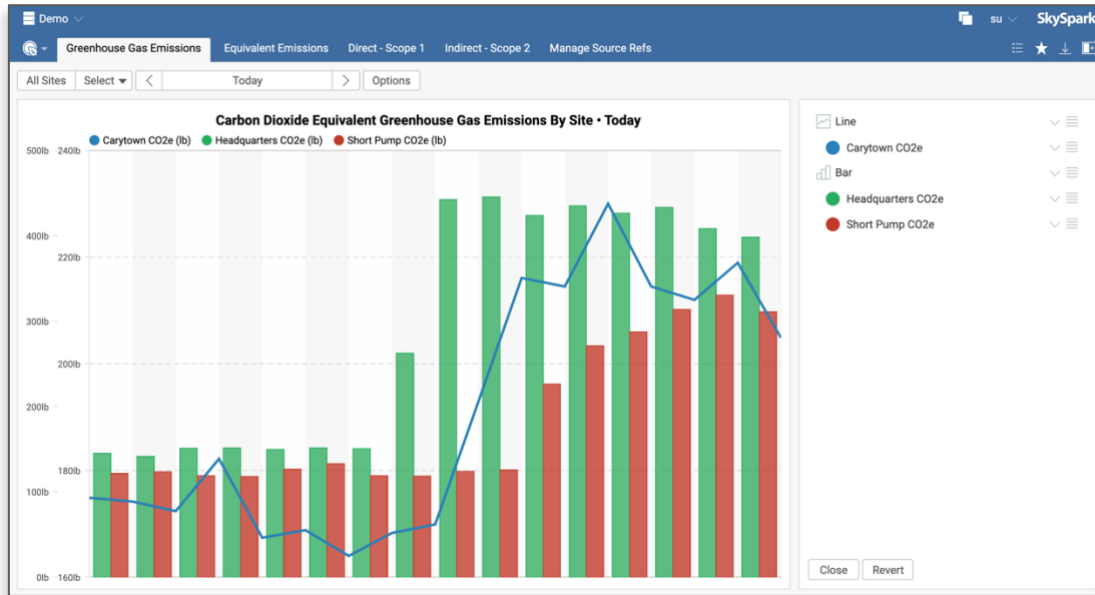 Demo
su
SkySpark
Greenhouse Gas Emissions
Equivalent Emissions
Direct - Scope 1
Indirect - Scope 2
Manage Source Refs
All Sites
Select
Today
Options
Carbon Dioxide Equivalent Greenhouse Gas Emissions By Site • Today
Carytown CO2e (lb)
Headquarters CO2e (lb)
Short Pump CO2e (lb)
500lb
240lb
400lb
220lb
300lb
200lb
200lb
180lb
100lb
0lb
160lb
Line
Carytown CO2e
Bar
Headquarters CO2e
Short Pump CO2e
Close
Revert